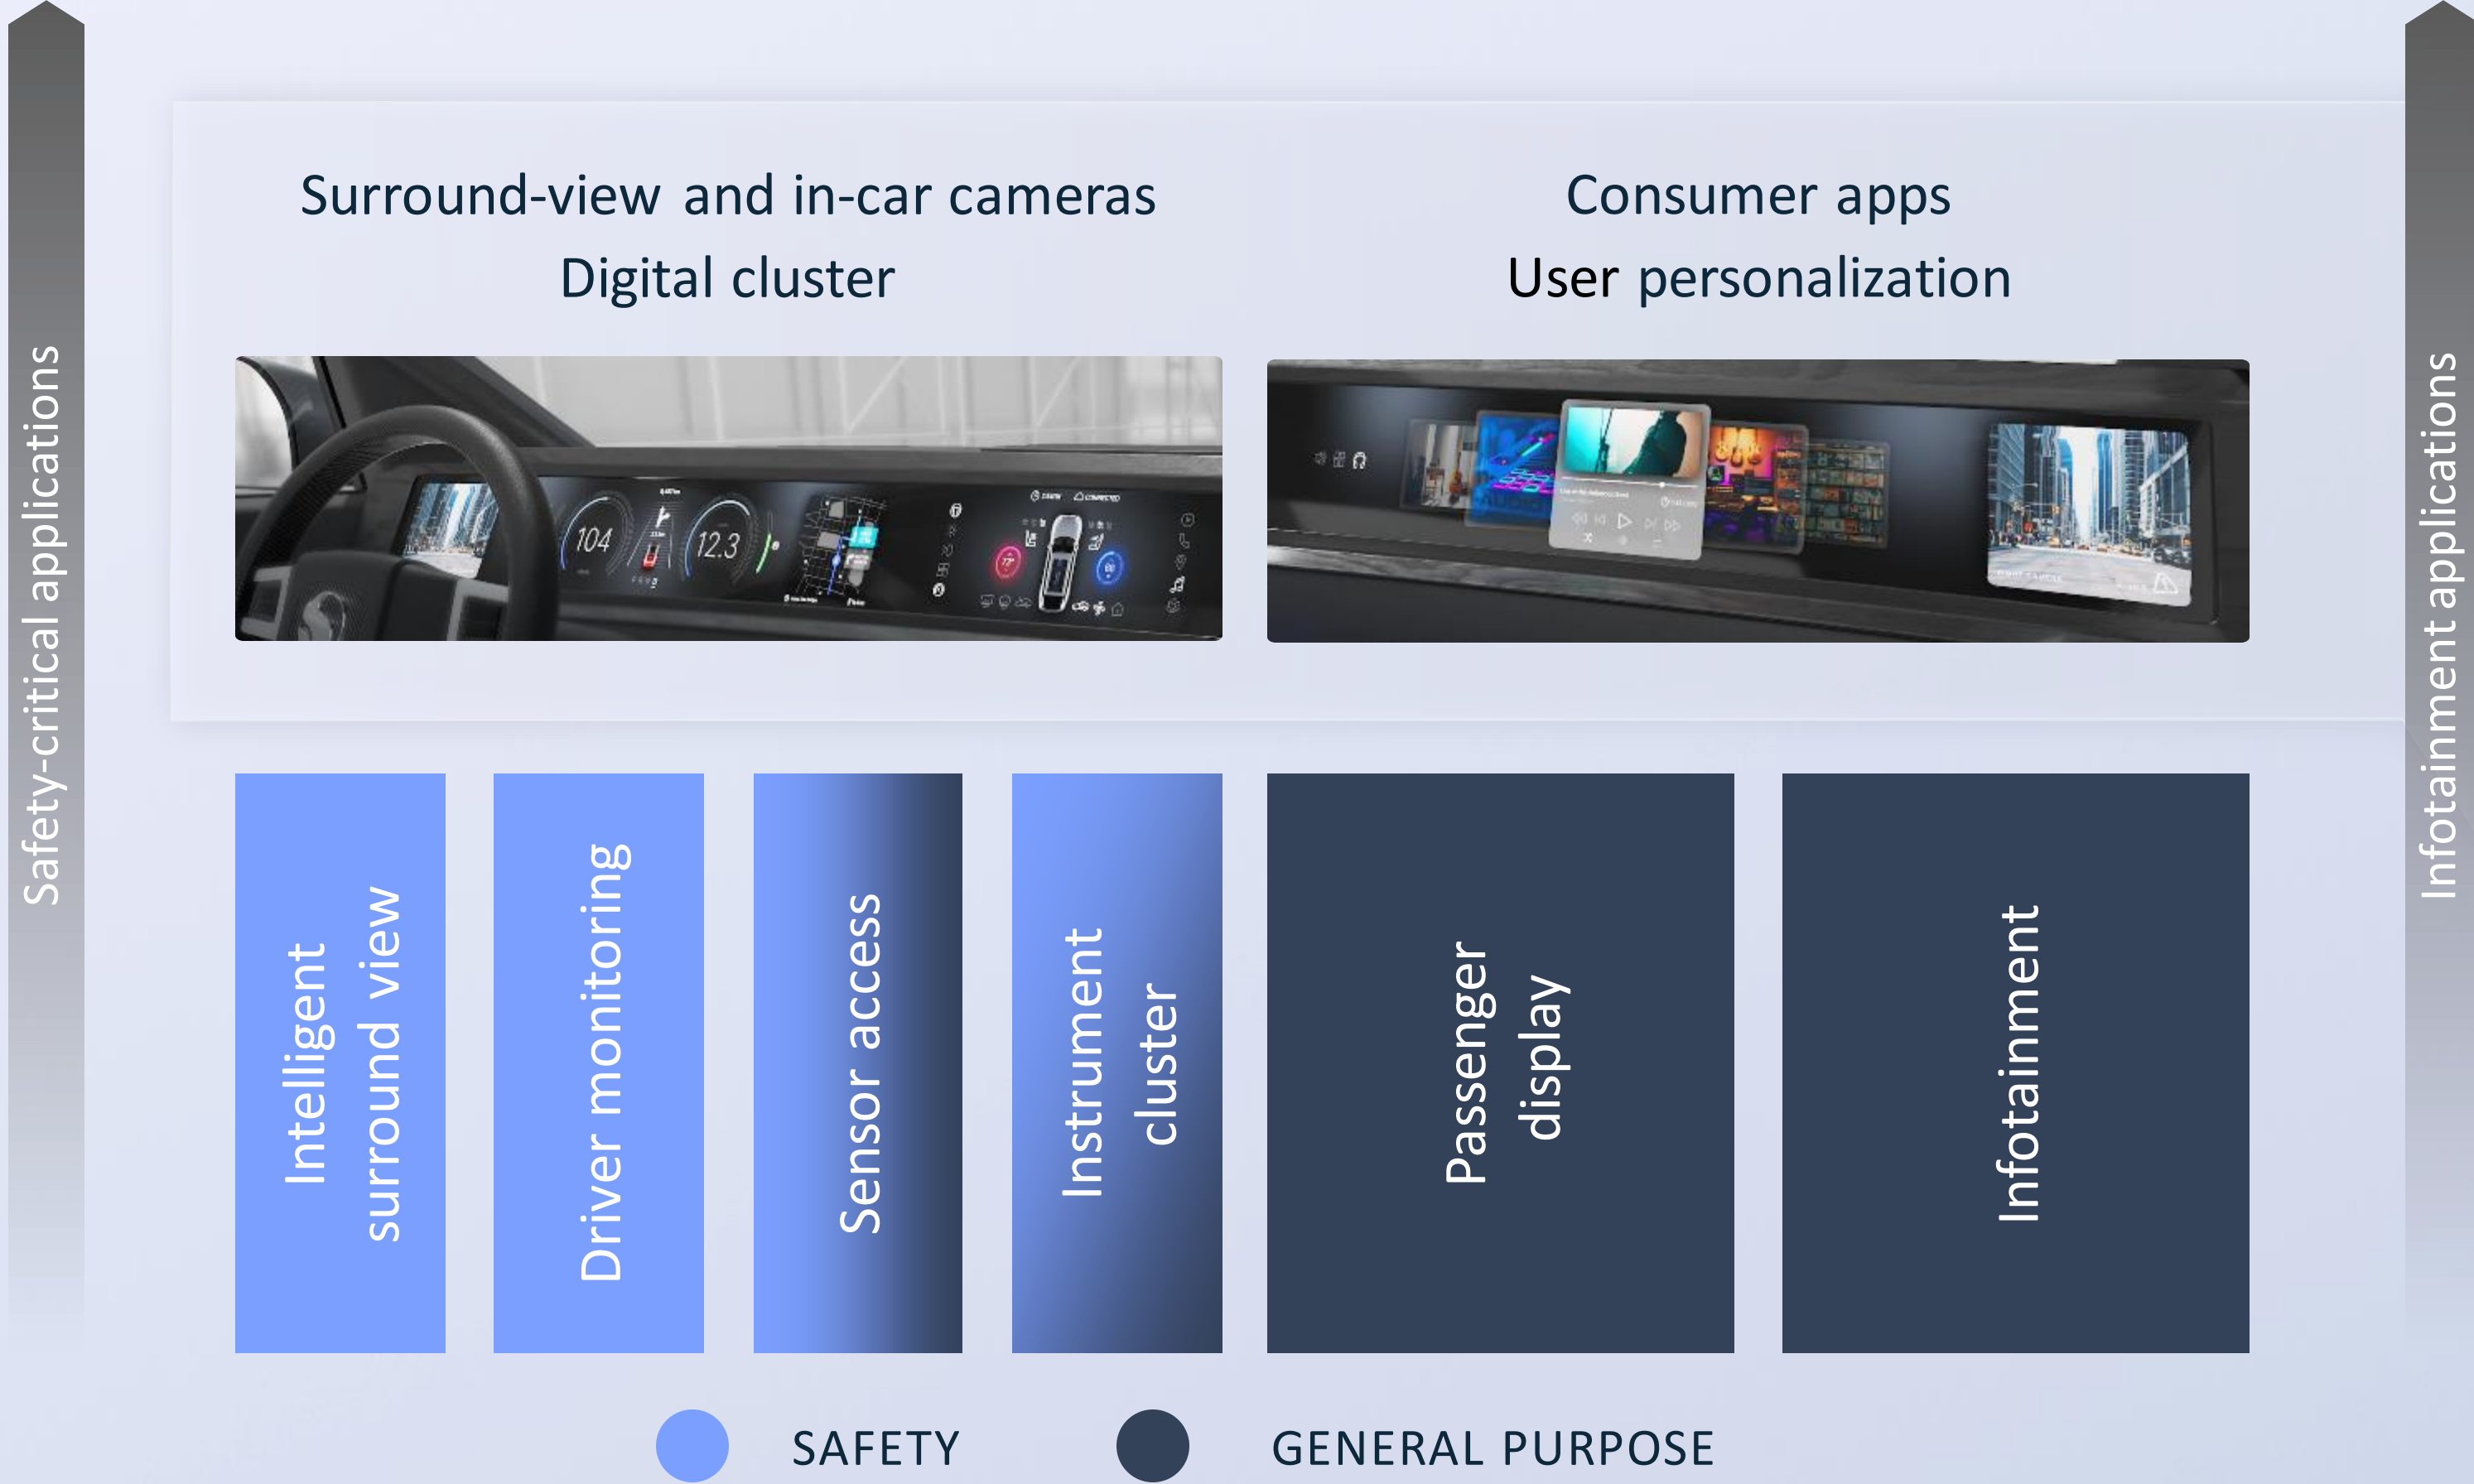 Safety-critical applications
Surround-view and in-car cameras
Digital cluster
Consumer apps
User personalization
104
12.3
CONNECTED
Infotainment applications
Intelligent
surround view
Driver monitoring
Sensor access
Instrument
cluster
Passenger
display
Infotainment
SAFETY
GENERAL PURPOSE